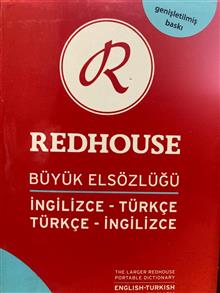 genişletilmiş
baskı
R
REDHOUSE
BÜYÜK ELSÖZLÜĞÜ
İNGİLİZCE - TÜRKÇE
TÜRKÇE - İNGİLİZCE
THE LARGER REDHOUSE
PORTABLE DICTIONARY
ENGLISH-TURKISH